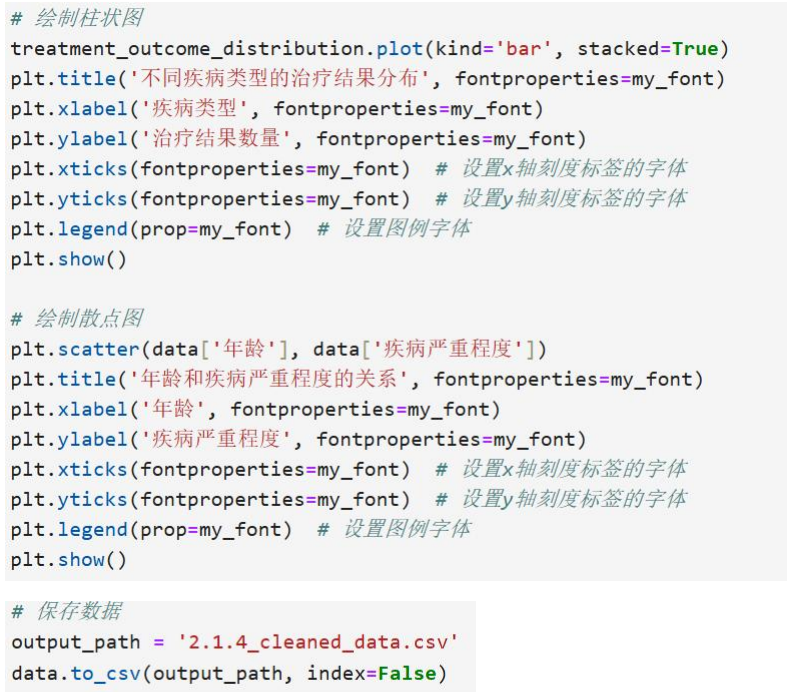 # 绘制柱状图
treatment_outcome_distribution.plot(kind='bar', stacked=True)
plt.title('不同疾病类型的治疗结果分布', fontproperties=my_font)
plt.xlabel('疾病类型', fontproperties=my_font)
plt.ylabel('治疗结果数量', fontproperties=my_font)
plt.xticks(fontproperties=my_font)  # 设置x轴刻度标签的字体
plt.yticks(fontproperties=my_font)  # 设置y轴刻度标签的字体
plt.legend(prop=my_font)  # 设置图例字体
plt.show()
# 绘制散点图
plt.scatter(data['年龄'], data['疾病严重程度'])
plt.title('年龄和疾病严重程度的关系', fontproperties=my_font)
plt.xlabel('年龄', fontproperties=my_font)
plt.ylabel('疾病严重程度', fontproperties=my_font)
plt.xticks(fontproperties=my_font)  # 设置x轴刻度标签的字体
plt.yticks(fontproperties=my_font)  # 设置y轴刻度标签的字体
plt.legend(prop=my_font)  # 设置图例字体
plt.show()
# 保存数据
output_path = '2.1.4_cleaned_data.csv'
data.to_csv(output_path, index=False)